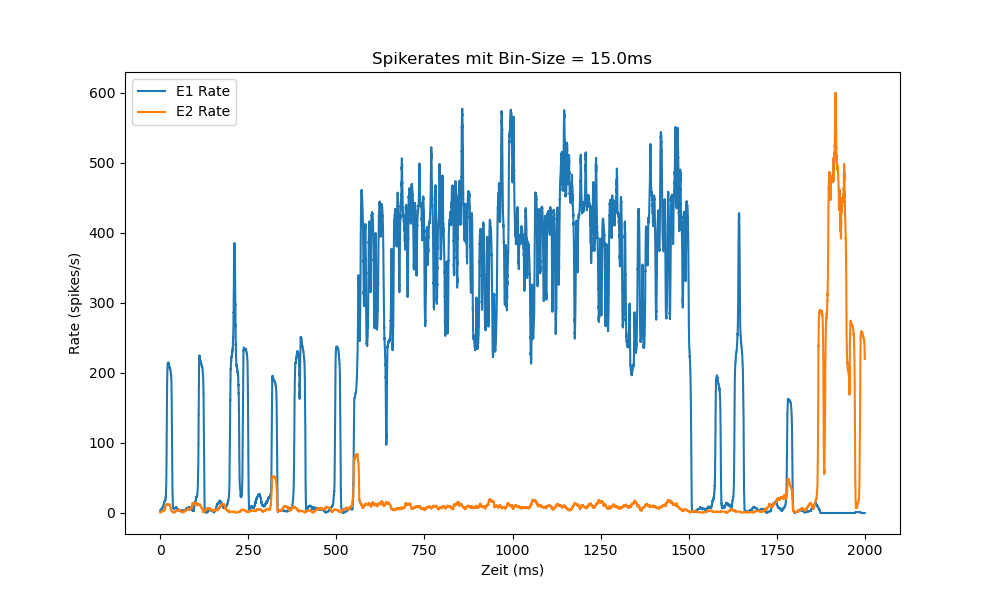 Spikerates mit Bin-Size = 15.0ms
E1 Rate
E2 Rate
600
500
400
300
200
100
0
Rate (spikes/s)
0 250 500 750 1000 1250 1500 1750 2000
Zeit (ms)